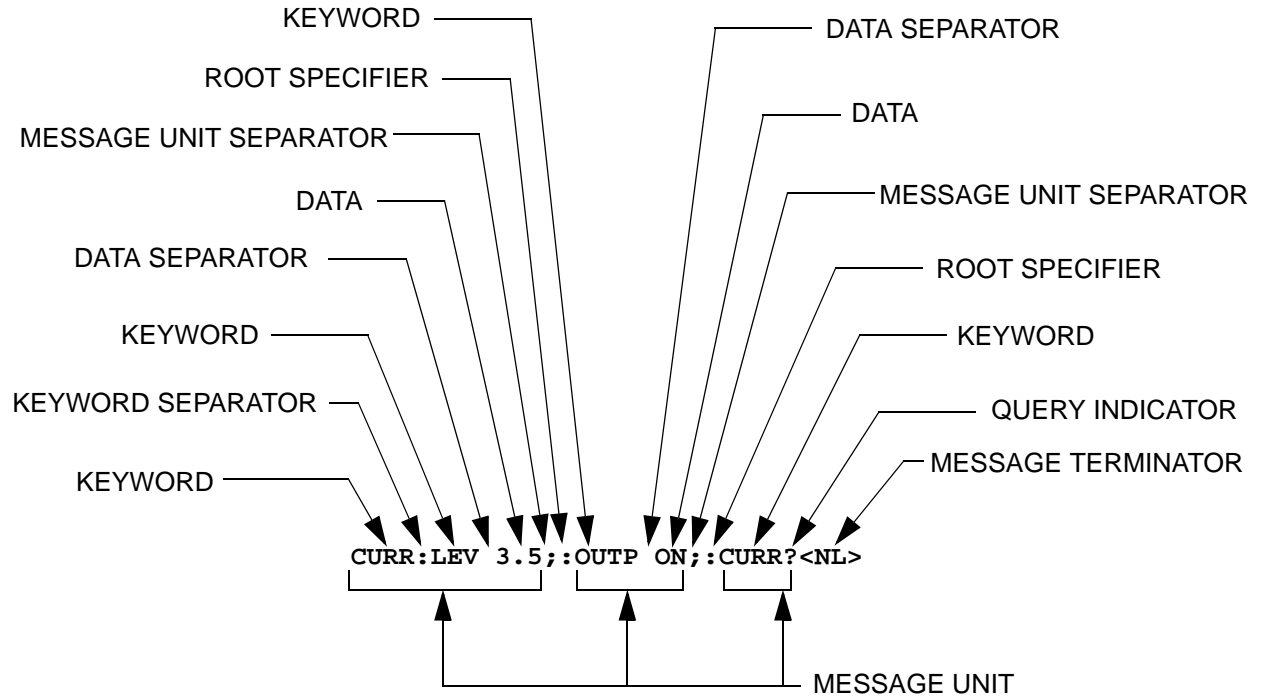 KEYWORD
ROOT SPECIFIER
MESSAGE UNIT SEPARATOR
DATA
DATA SEPARATOR
KEYWORD
KEYWORD SEPARATOR
KEYWORD
DATA SEPARATOR
DATA
MESSAGE UNIT SEPARATOR
ROOT SPECIFIER
KEYWORD
QUERY INDICATOR
MESSAGE TERMINATOR
CURR:LEV 3.5;:OUTP ON;:CURR?<NL>
MESSAGE UNIT